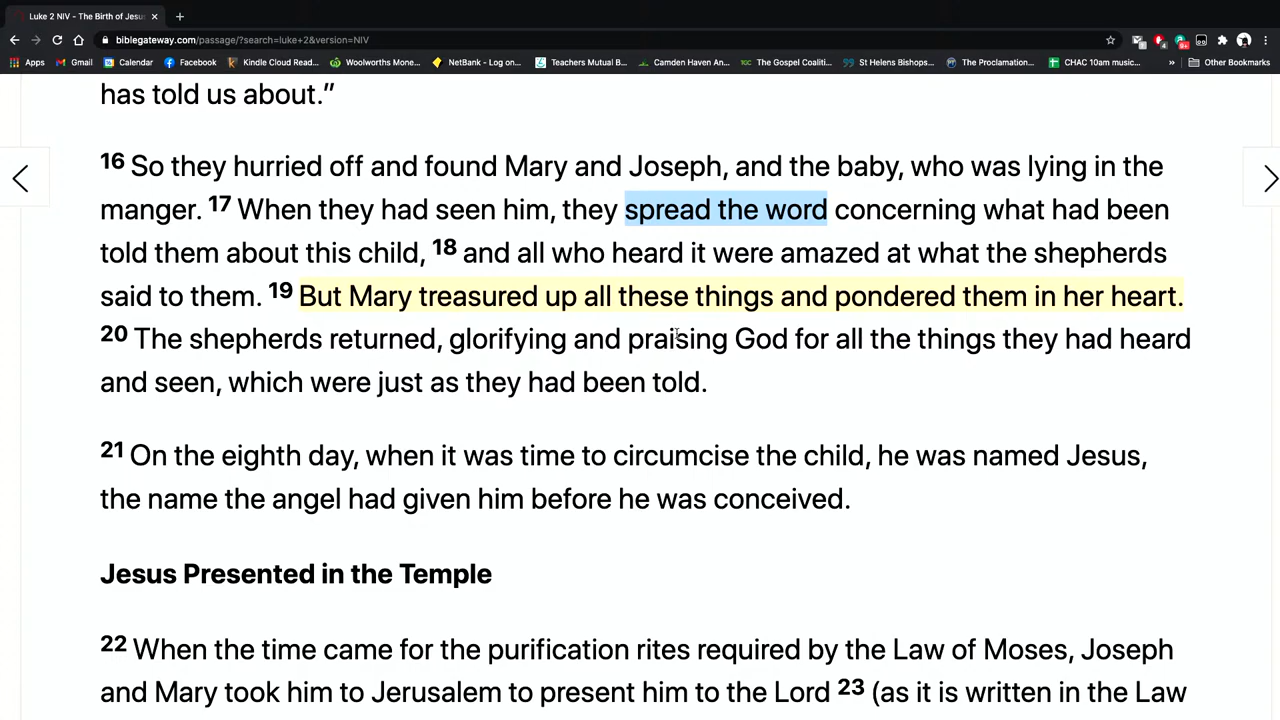 Luke 2 NIV - The Birth of Jesus
biblegateway.com/passage/?search=luke+2&version=NIV
Apps Gmail Calendar Facebook Kindle Cloud Read... Woolworths Mone... NetBank - Log on... Teachers Mutual B... Camden Haven An... The Gospel Coaliti... St Helens Bishops... The Proclamation... CHAC 10am music... » Other Bookmarks
has told us about.”
16 So they hurried off and found Mary and Joseph, and the baby, who was lying in the
manger. 17 When they had seen him, they spread the word concerning what had been
told them about this child, 18 and all who heard it were amazed at what the shepherds
said to them. 19 But Mary treasured up all these things and pondered them in her heart.
20 The shepherds returned, glorifying and praising God for all the things they had heard
and seen, which were just as they had been told.
21 On the eighth day, when it was time to circumcise the child, he was named Jesus,
the name the angel had given him before he was conceived.
Jesus Presented in the Temple
22 When the time came for the purification rites required by the Law of Moses, Joseph
and Mary took him to Jerusalem to present him to the Lord 23 (as it is written in the Law